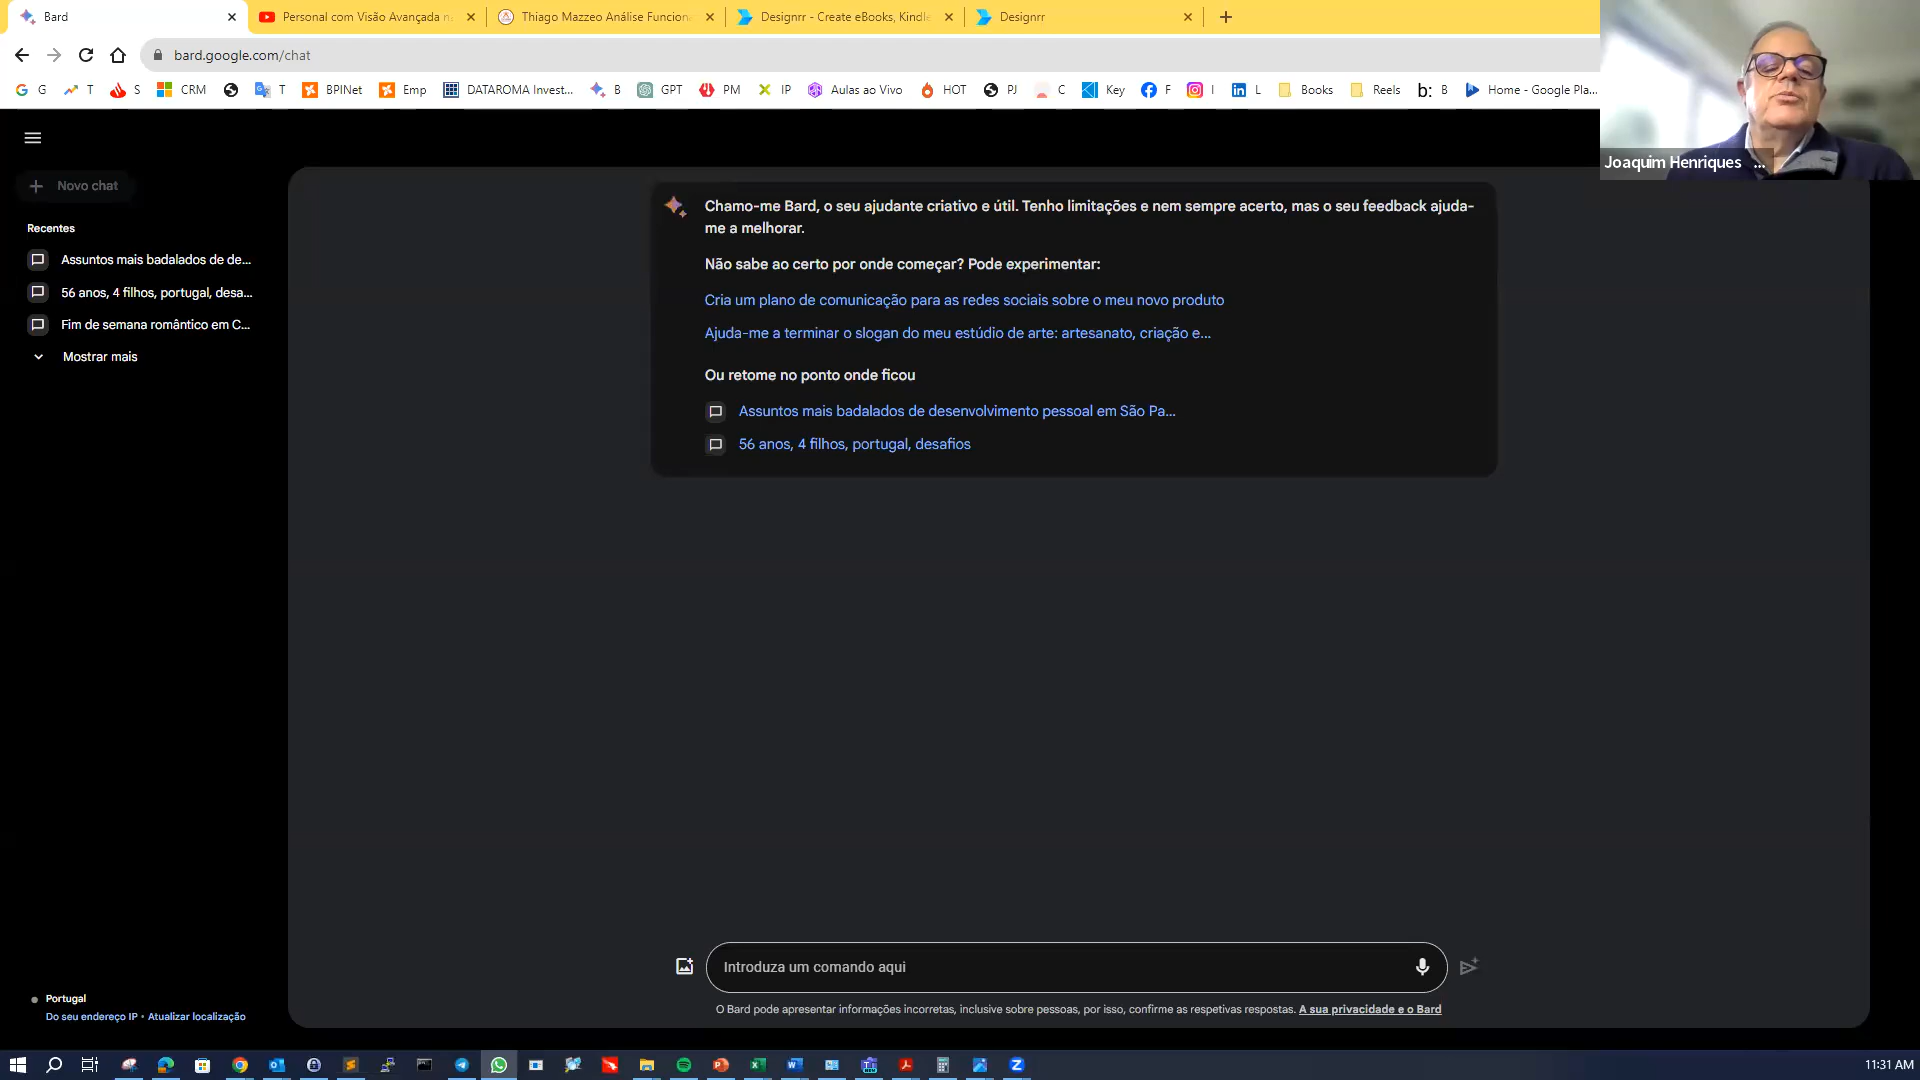 Bard
Personal com Visão Avançada n
Thiago Mazzeo Análise Funcion
Designrr - Create eBooks, Kindle
Designrr
bard.google.com/chat
G T S CRM T BPINet Emp DATAROMA Invest... B GPT PM IP Aulas ao Vivo HOT PJ C Key F I L Books Reels b: B Home - Google Pla...
Joaquim Henriques ...
Novo chat
Recentes
Assuntos mais badalados de de...
56 anos, 4 filhos, portugal, desa...
Fim de semana romântico em C...
Mostrar mais
Chamo-me Bard, o seu ajudante criativo e útil. Tenho limitações e nem sempre acerto, mas o seu feedback ajuda-
me a melhorar.
Não sabe ao certo por onde começar? Pode experimentar:
Cria um plano de comunicação para as redes sociais sobre o meu novo produto
Ajuda-me a terminar o slogan do meu estúdio de arte: artesanato, criação e...
Ou retome no ponto onde ficou
Assuntos mais badalados de desenvolvimento pessoal em São Pa...
56 anos, 4 filhos, portugal, desafios
Introduza um comando aqui
O Bard pode apresentar informações incorretas, inclusive sobre pessoas, por isso, confirme as respetivas respostas. A sua privacidade e o Bard
Portugal
Do seu endereço IP • Atualizar localização
11:31 AM